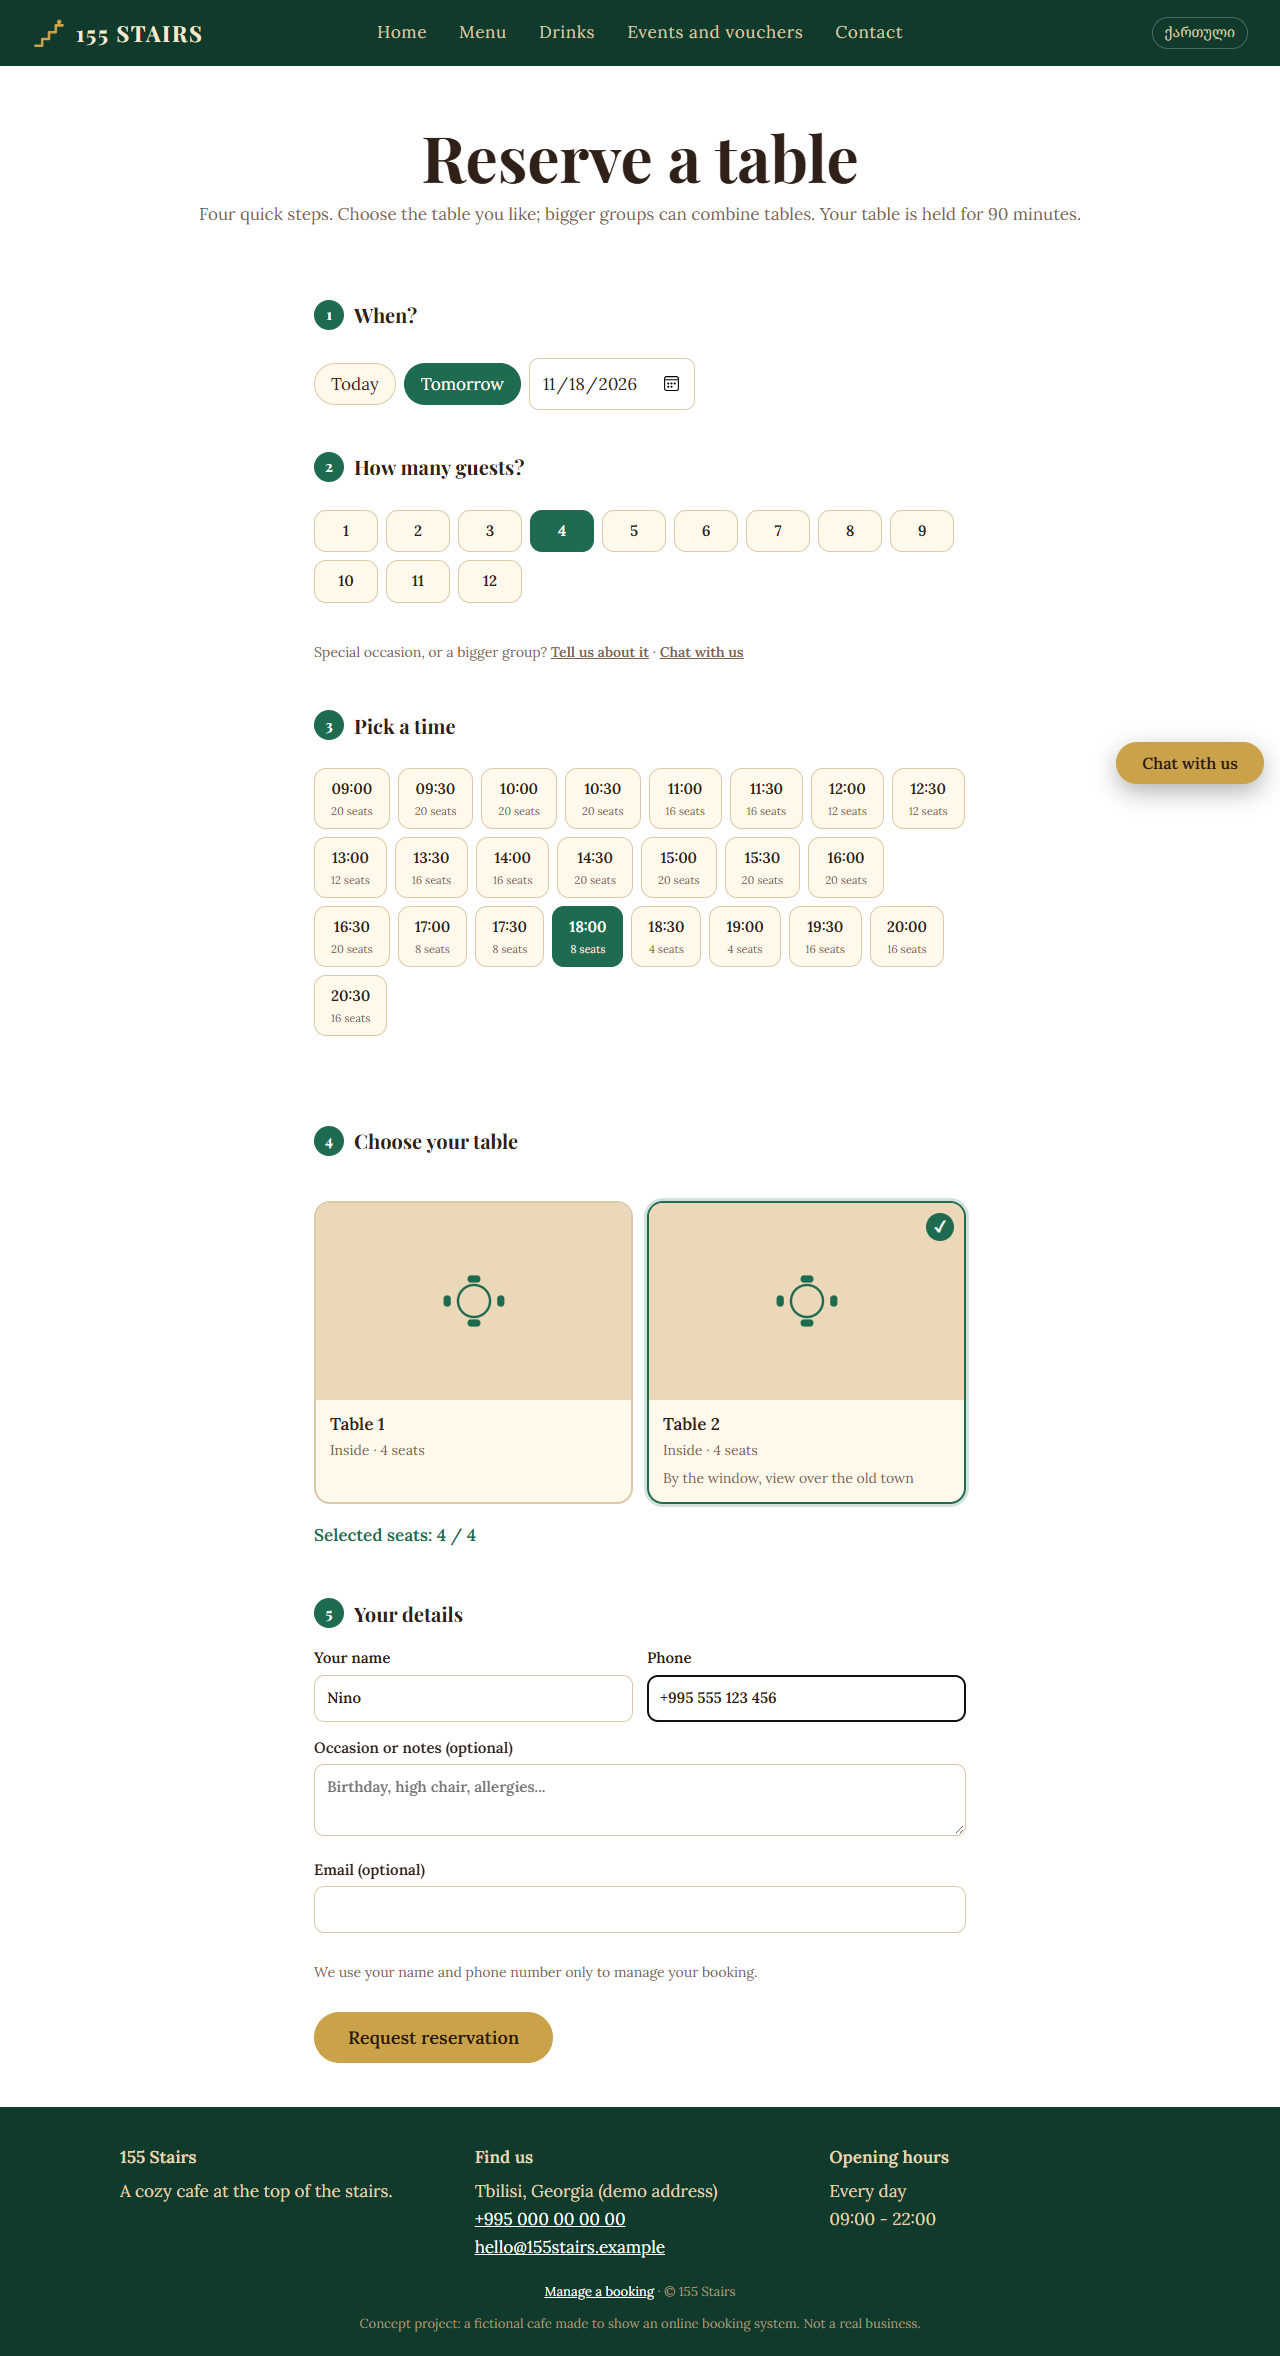 155 STAIRS
Home Menu Drinks Events and vouchers Contact
ქართული
Reserve a table
Four quick steps. Choose the table you like; bigger groups can combine tables. Your table is held for 90 minutes.
1 When?
Today Tomorrow 11/18/2026
2 How many guests?
1 2 3 4 5 6 7 8 9
10 11 12
Special occasion, or a bigger group? Tell us about it · Chat with us
3 Pick a time
Chat with us
09:00 09:30 10:00 10:30 11:00 11:30 12:00 12:30
20 seats 20 seats 20 seats 20 seats 16 seats 16 seats 12 seats 12 seats
13:00 13:30 14:00 14:30 15:00 15:30 16:00
12 seats 16 seats 16 seats 20 seats 20 seats 20 seats 20 seats
16:30 17:00 17:30 18:00 18:30 19:00 19:30 20:00
20 seats 8 seats 8 seats 8 seats 4 seats 4 seats 16 seats 16 seats
20:30
16 seats
4 Choose your table
Table 1
Inside · 4 seats
Table 2
Inside · 4 seats
By the window, view over the old town
Selected seats: 4 / 4
5 Your details
Your name Phone
Nino +995 555 123 456
Occasion or notes (optional)
Birthday, high chair, allergies...
Email (optional)
We use your name and phone number only to manage your booking.
Request reservation
155 Stairs
A cozy cafe at the top of the stairs.
Find us
Tbilisi, Georgia (demo address)
+995 000 00 00 00
hello@155stairs.example
Opening hours
Every day
09:00 - 22:00
Manage a booking · © 155 Stairs
Concept project: a fictional cafe made to show an online booking system. Not a real business.